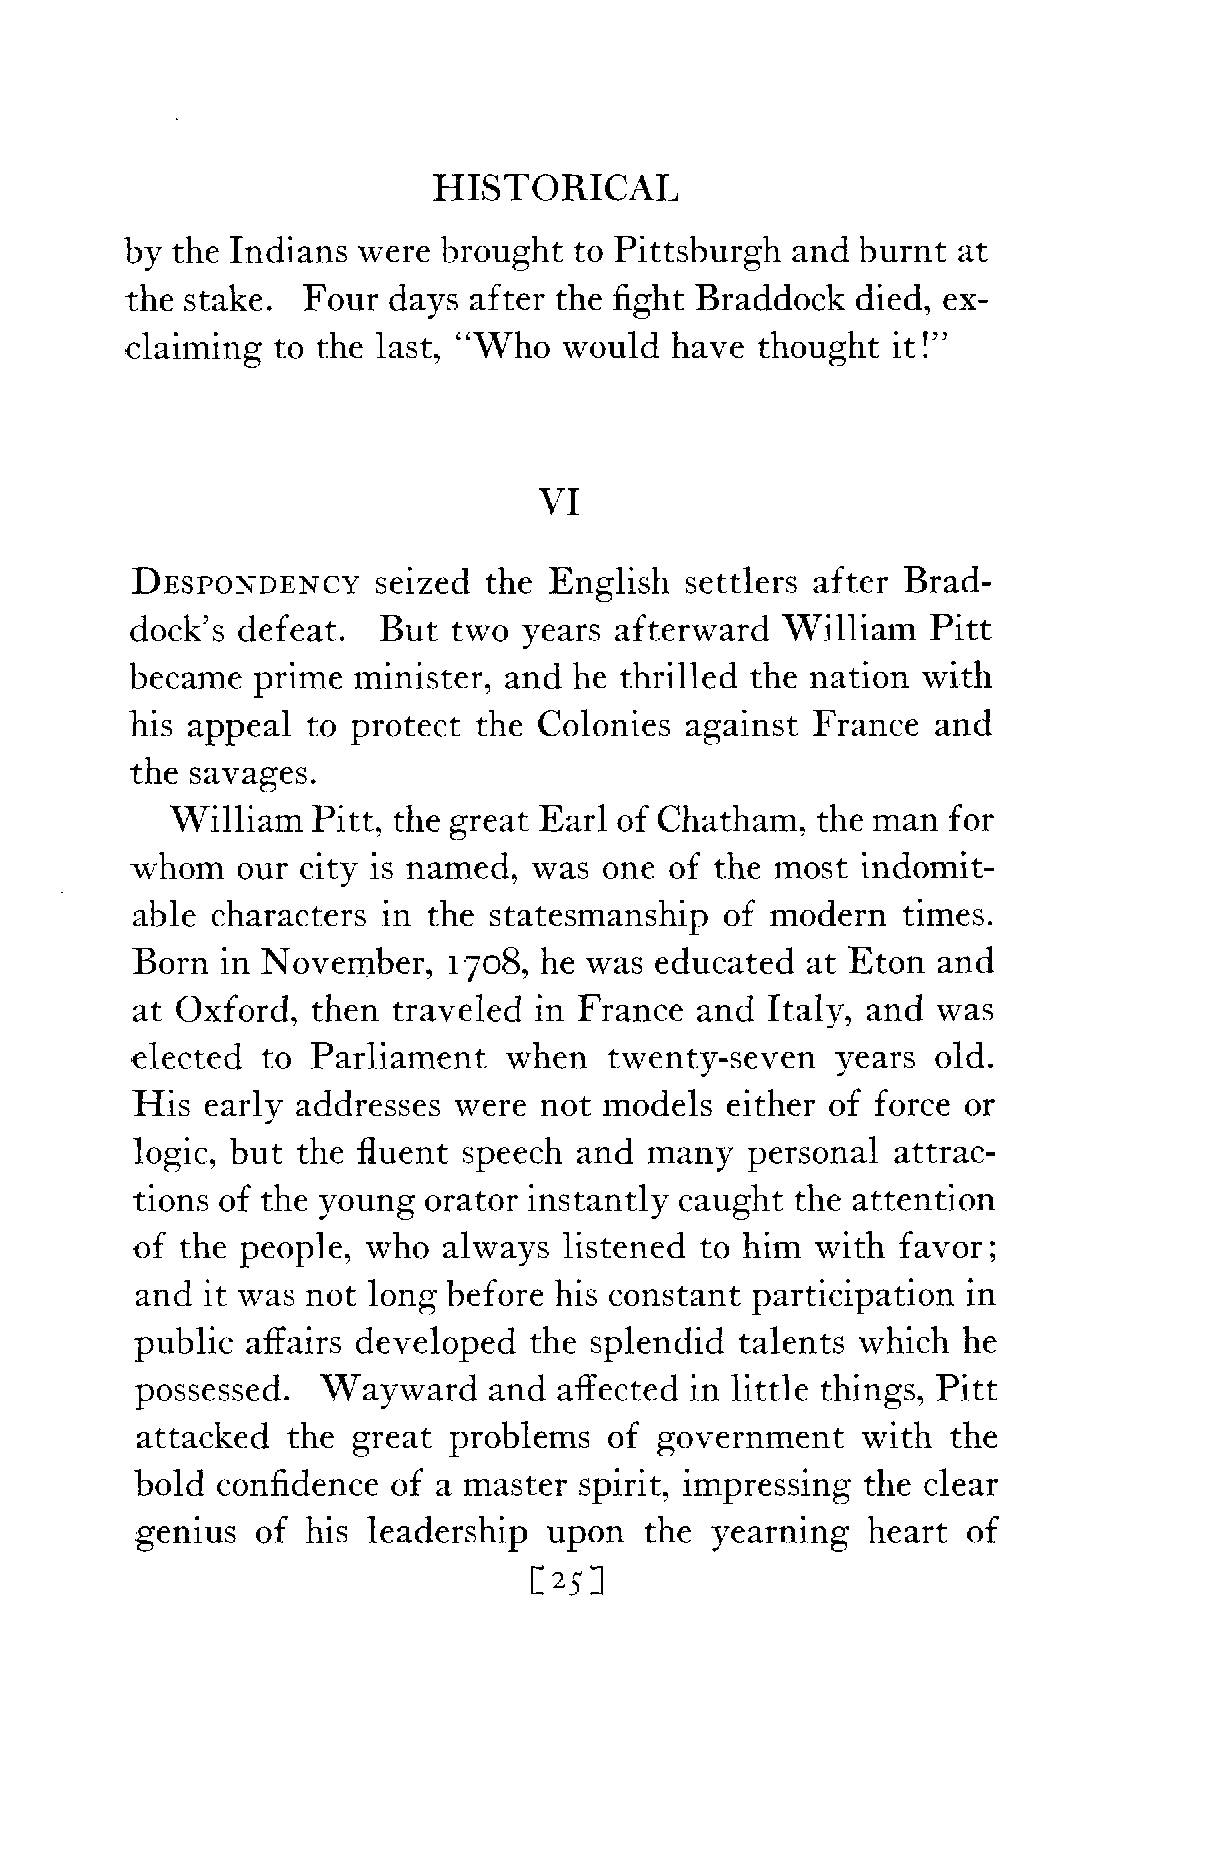 HISTORICAL
by the Indians were brought to Pittsburgh and burnt at
the stake. Four days after the fight Braddock died, ex-
claiming to the last, “Who would have thought it!”
VI
DESPONDENCY seized the English settlers after Brad-
dock’s defeat. But two years afterward William Pitt
became prime minister, and he thrilled the nation with
his appeal to protect the Colonies against France and
the savages.
William Pitt, the great Earl of Chatham, the man for
whom our city is named, was one of the most indomit-
able characters in the statesmanship of modern times.
Born in November, 1708, he was educated at Eton and
at Oxford, then traveled in France and Italy, and was
elected to Parliament when twenty-seven years old.
His early addresses were not models either of force or
logic, but the fluent speech and many personal attrac-
tions of the young orator instantly caught the attention
of the people, who always listened to him with favor;
and it was not long before his constant participation in
public affairs developed the splendid talents which he
possessed. Wayward and affected in little things, Pitt
attacked the great problems of government with the
bold confidence of a master spirit, impressing the clear
genius of his leadership upon the yearning heart of
[25]